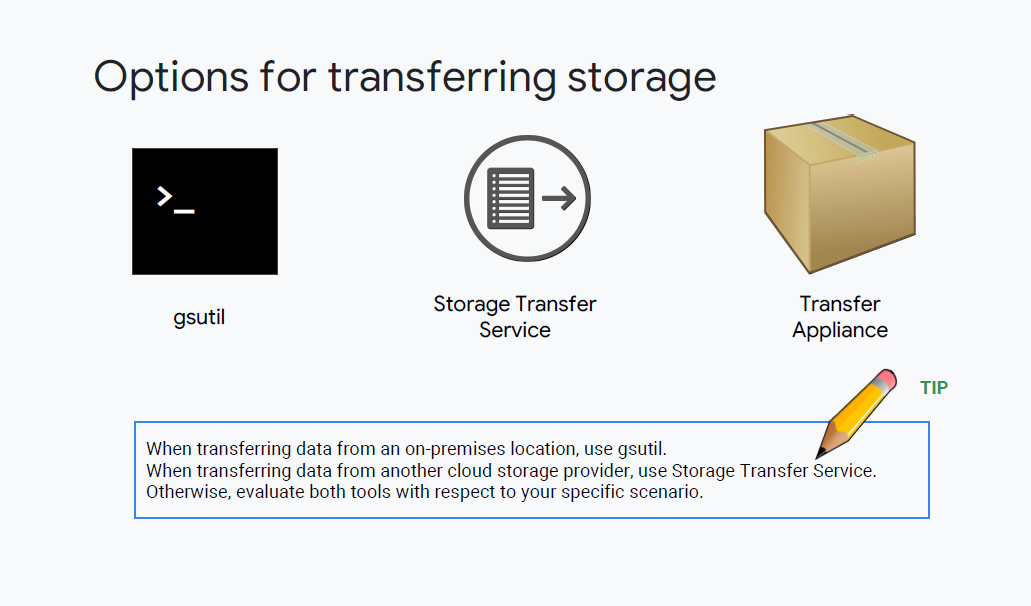 Options for transferring storage
>_
gsutil
Storage Transfer
Service
Transfer
Appliance
TIP
When transferring data from an on-premises location, use gsutil.
When transferring data from another cloud storage provider, use Storage Transfer Service.
Otherwise, evaluate both tools with respect to your specific scenario.